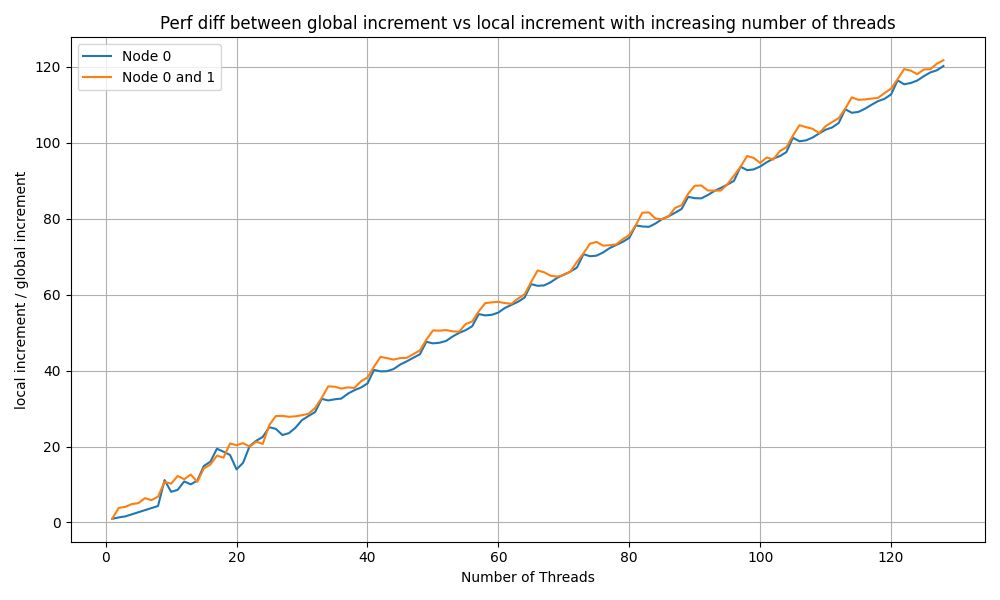 Perf diff between global increment vs local increment with increasing number of threads
Node 0
Node 0 and 1
local increment / global increment
120
100
80
60
40
20
0
0 20 40 60 80 100 120
Number of Threads